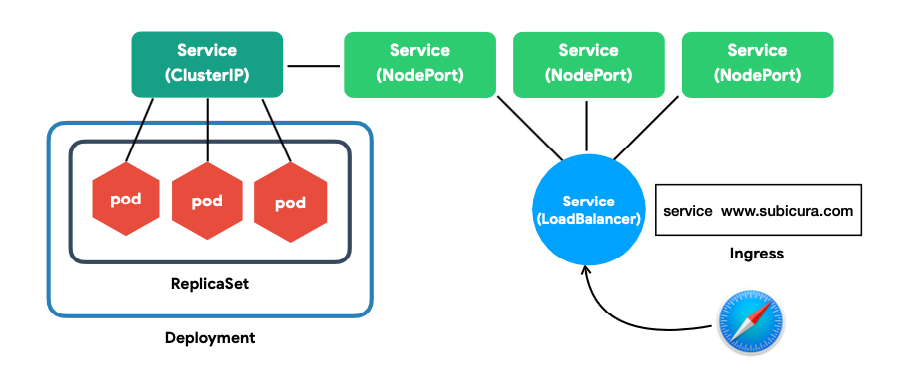 Service
(ClusterIP)
Service
(NodePort)
Service
(NodePort)
Service
(NodePort)
pod
pod
pod
Service
(LoadBalancer)
service www.subicura.com
Ingress
ReplicaSet
Deployment